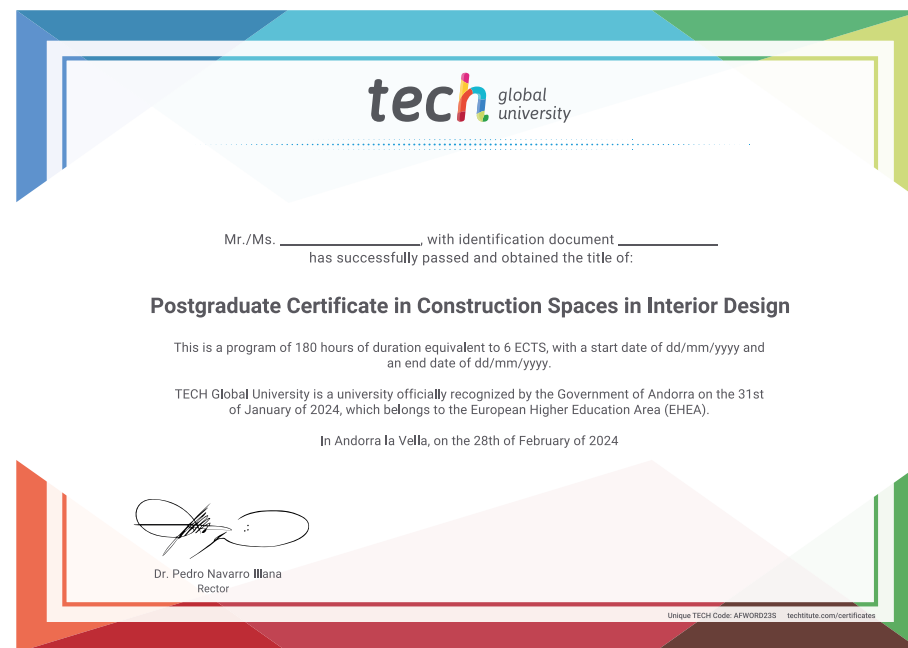 tech global
university
Mr./Ms. ____________________, with identification document ______________
has successfully passed and obtained the title of:
Postgraduate Certificate in Construction Spaces in Interior Design
This is a program of 180 hours of duration equivalent to 6 ECTS, with a start date of dd/mm/yyyy and
an end date of dd/mm/yyyy.
TECH Global University is a university officially recognized by the Government of Andorra on the 31st
of January of 2024, which belongs to the European Higher Education Area (EHEA).
In Andorra la Vella, on the 28th of February of 2024
Dr. Pedro Navarro Illana
Rector
Unique TECH Code: AFWORD23S techtitute.com/certificates